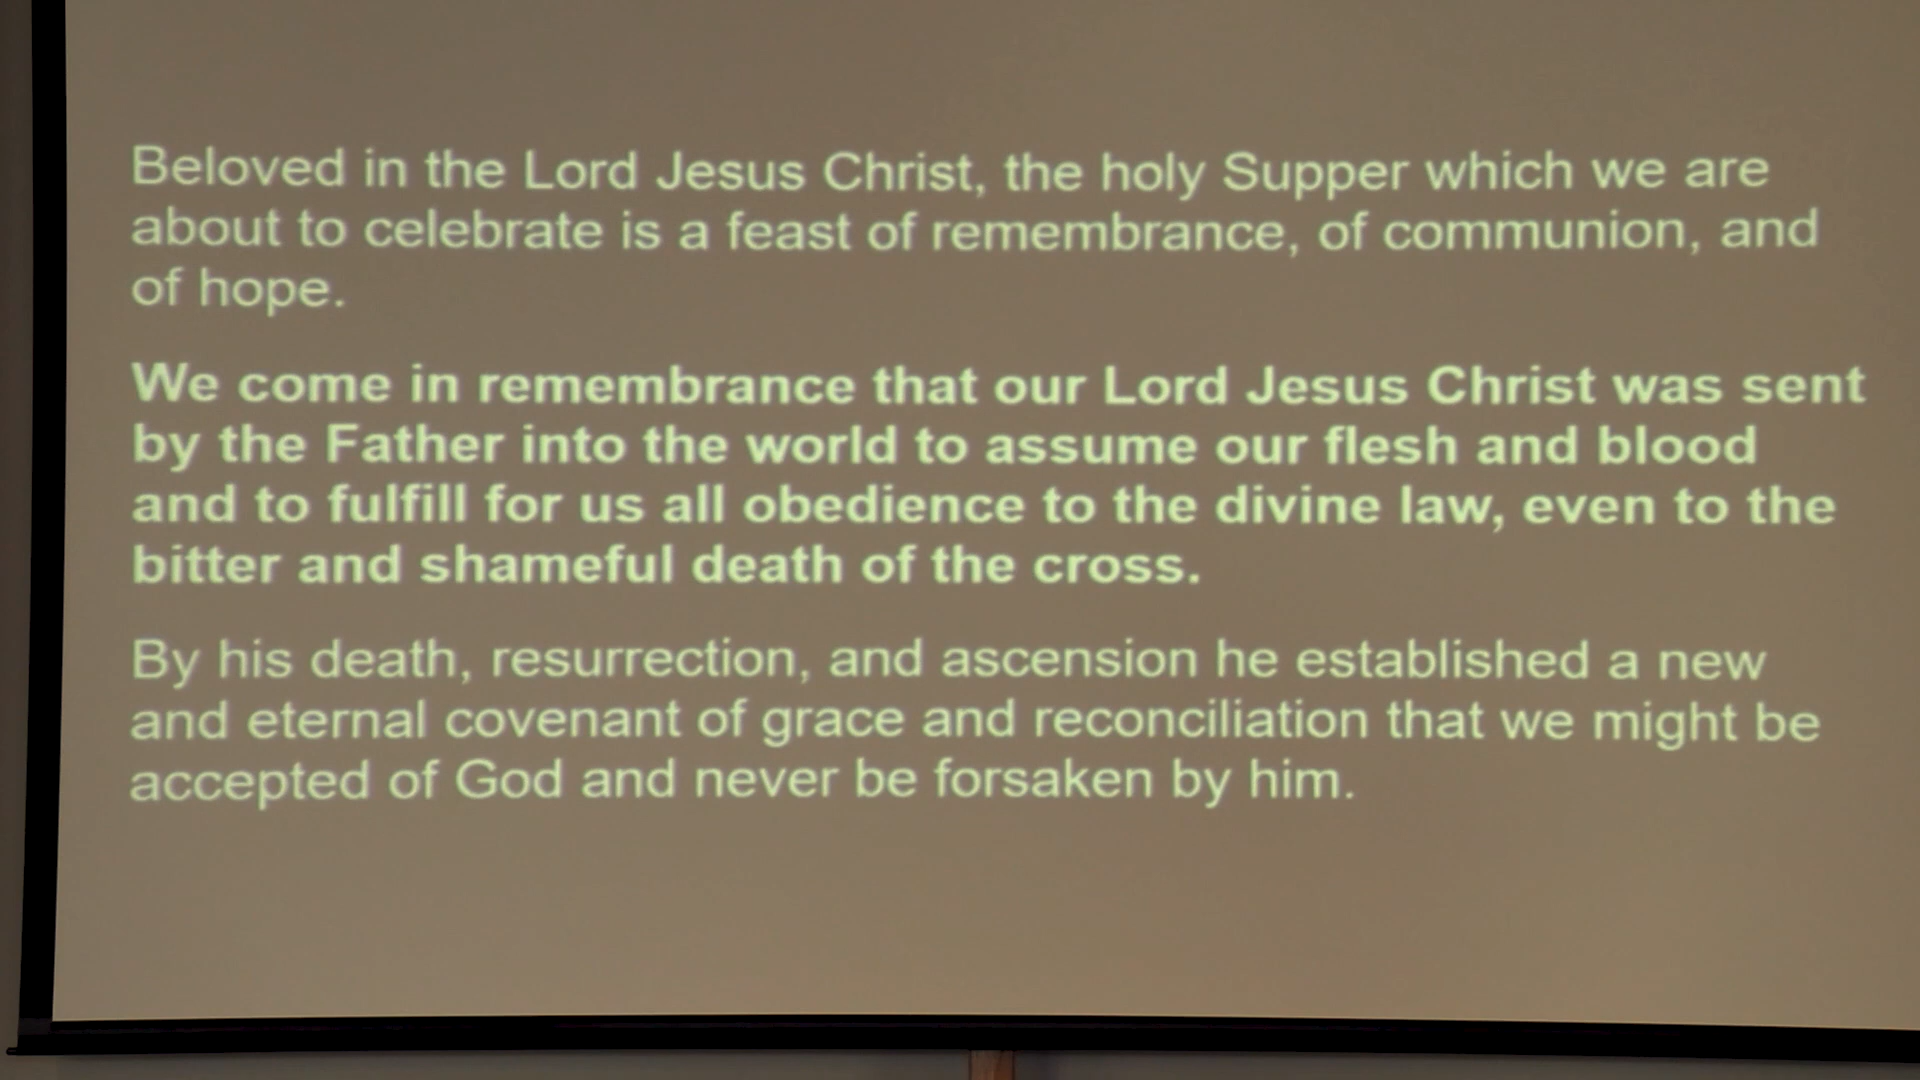 Beloved in the Lord Jesus Christ, the holy Supper which we are
about to celebrate is a feast of remembrance, of communion, and
of hope.
We come in remembrance that our Lord Jesus Christ was sent
by the Father into the world to assume our flesh and blood
and to fulfill for us all obedience to the divine law, even to the
bitter and shameful death of the cross.
By his death, resurrection, and ascension he established a new
and eternal covenant of grace and reconciliation that we might be
accepted of God and never be forsaken by him.